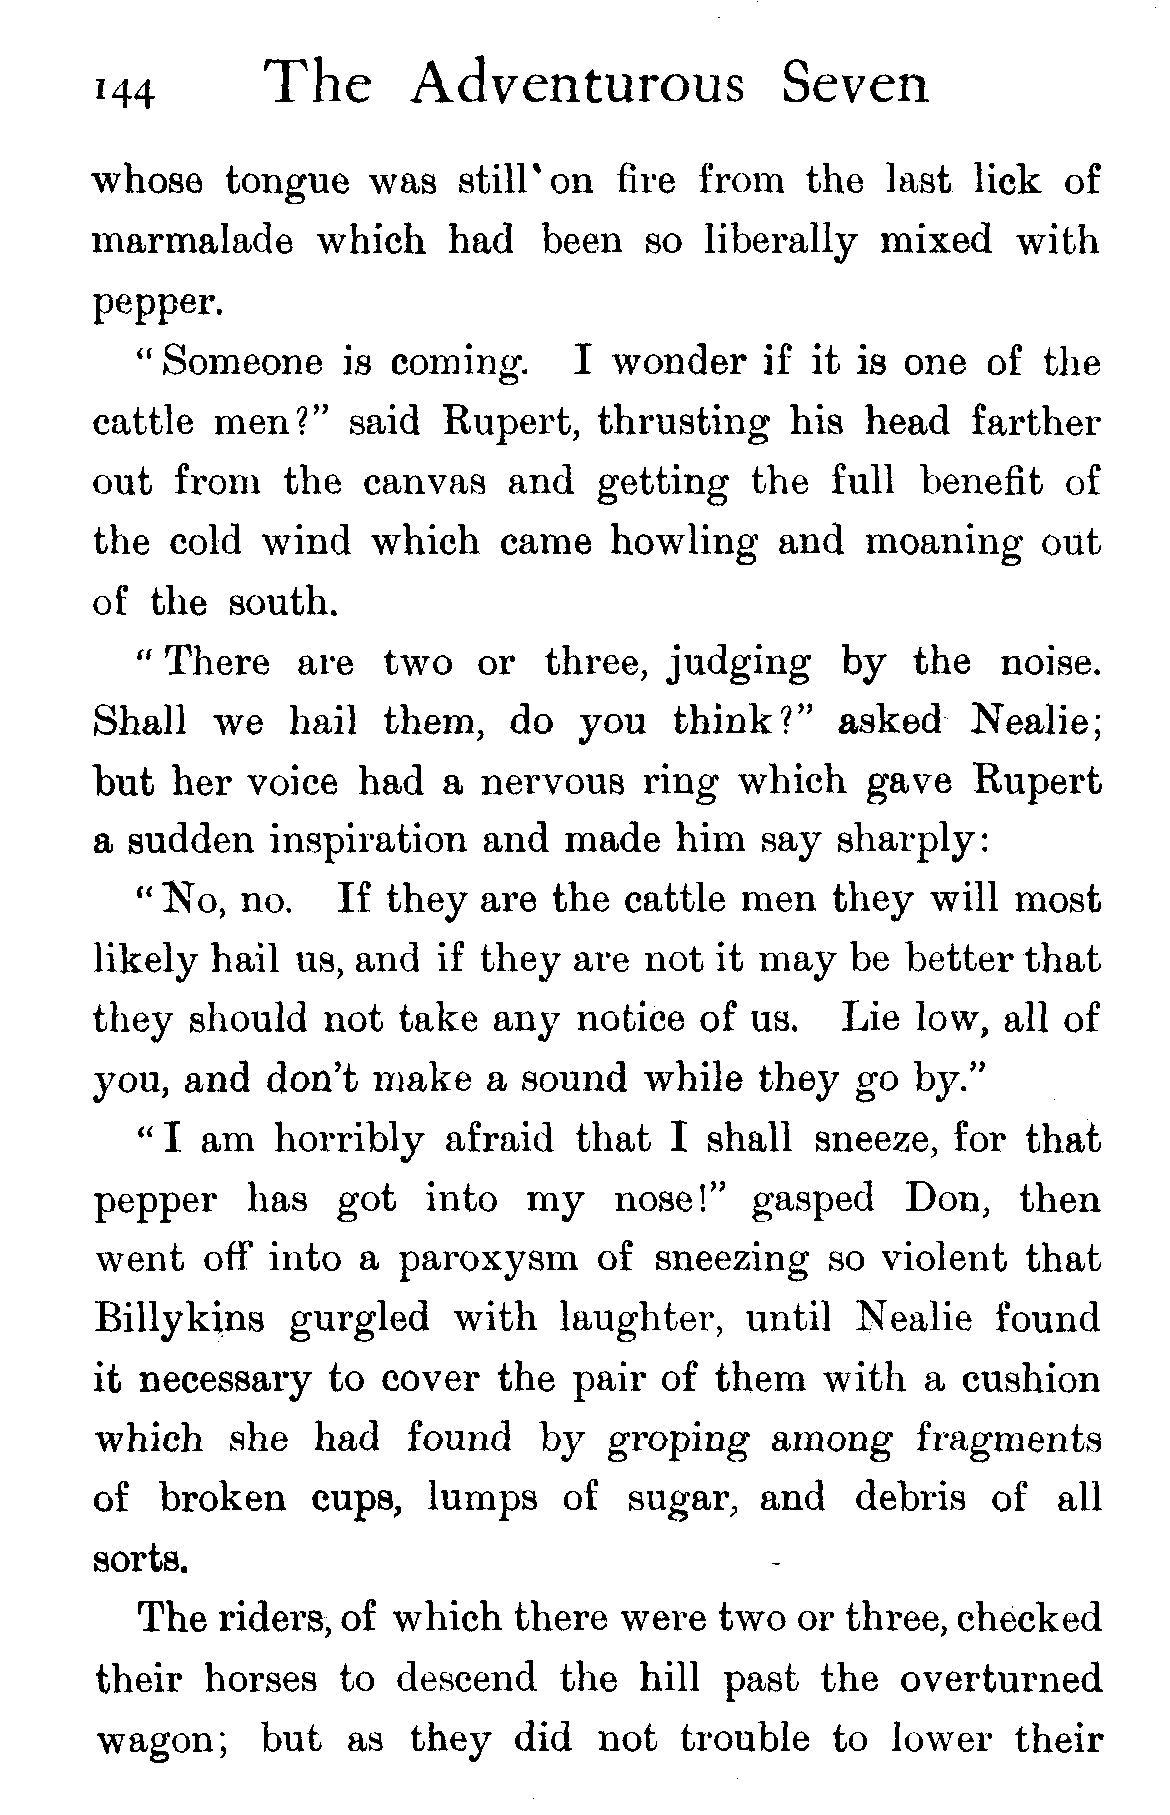 144 The Adventurous Seven
whose tongue was still on fire from the last lick of
marmalade which had been so liberally mixed with
pepper.
“Someone is coming. I wonder if it is one of the
cattle men?” said Rupert, thrusting his head farther
out from the canvas and getting the full benefit of
the cold wind which came howling and moaning out
of the south.
“There are two or three, judging by the noise.
Shall we hail them, do you think?” asked Nealie;
but her voice had a nervous ring which gave Rupert
a sudden inspiration and made him say sharply:
“No, no. If they are the cattle men they will most
likely hail us, and if they are not it may be better that
they should not take any notice of us. Lie low, all of
you, and don’t make a sound while they go by.”
“I am horribly afraid that I shall sneeze, for that
pepper has got into my nose!” gasped Don, then
went off into a paroxysm of sneezing so violent that
Billykins gurgled with laughter, until Nealie found
it necessary to cover the pair of them with a cushion
which she had found by groping among fragments
of broken cups, lumps of sugar, and debris of all
sorts.
The riders, of which there were two or three, checked
their horses to descend the hill past the overturned
wagon; but as they did not trouble to lower their